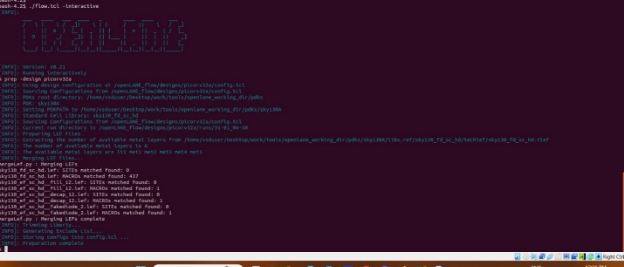 bash-4.2$ ./flow.tcl -interactive
[INFO]:
[INFO]: Version: v0.21
[INFO]: Running interactively
% prep -design picorv32a
[INFO]: Using design configuration at /openLANE_flow/designs/picorv32a/config.tcl
[INFO]: Sourcing Configurations from /openLANE_flow/designs/picorv32a/config.tcl
[INFO]: PDKs root directory: /home/vsduser/Desktop/work/tools/openlane_working_dir/pdks
[INFO]: PDK: sky130A
[INFO]: Setting PDKPATH to /home/vsduser/Desktop/work/tools/openlane_working_dir/pdks/sky130A
[INFO]: Standard Cell Library: sky130_fd_sc_hd
[INFO]: Sourcing Configurations from /openLANE_flow/designs/picorv32a/config.tcl
[INFO]: Current run directory is
[INFO]: Preparing LEF Files
[INFO]: Extracting the number of available metal layers from /home/vsduser/Desktop/work/tools/openlane_working_dir/pdks/sky130A/libs.ref/sky130_fd_sc_hd/techlef/sky130_fd_sc_hd.tlef
[INFO]: The number of available metal layers is 6
[INFO]: The available metal layers are li1 met1 met2 met3 met4 met5
[INFO]: Merging LEF Files...
mergeLef.py : Merging LEFs
sky130_fd_sc_hd.lef: SITEs matched found: 0
sky130_fd_sc_hd.lef: MACROs matched found: 437
sky130_ef_sc_hd__fill_12.lef: SITEs matched found: 0
sky130_ef_sc_hd__fill_12.lef: MACROs matched found: 1
sky130_ef_sc_hd__decap_12.lef: SITEs matched found: 0
sky130_ef_sc_hd__decap_12.lef: MACROs matched found: 1
sky130_ef_sc_hd__fakediode_2.lef: SITEs matched found: 0
sky130_ef_sc_hd__fakediode_2.lef: MACROs matched found: 1
mergeLef.py : Merging LEFs complete
[INFO]: Trimming Liberty...
[INFO]: Generating Exclude List...
[INFO]: Storing configs into config.tcl ...
[INFO]: Preparation complete
%
Right Ctrl